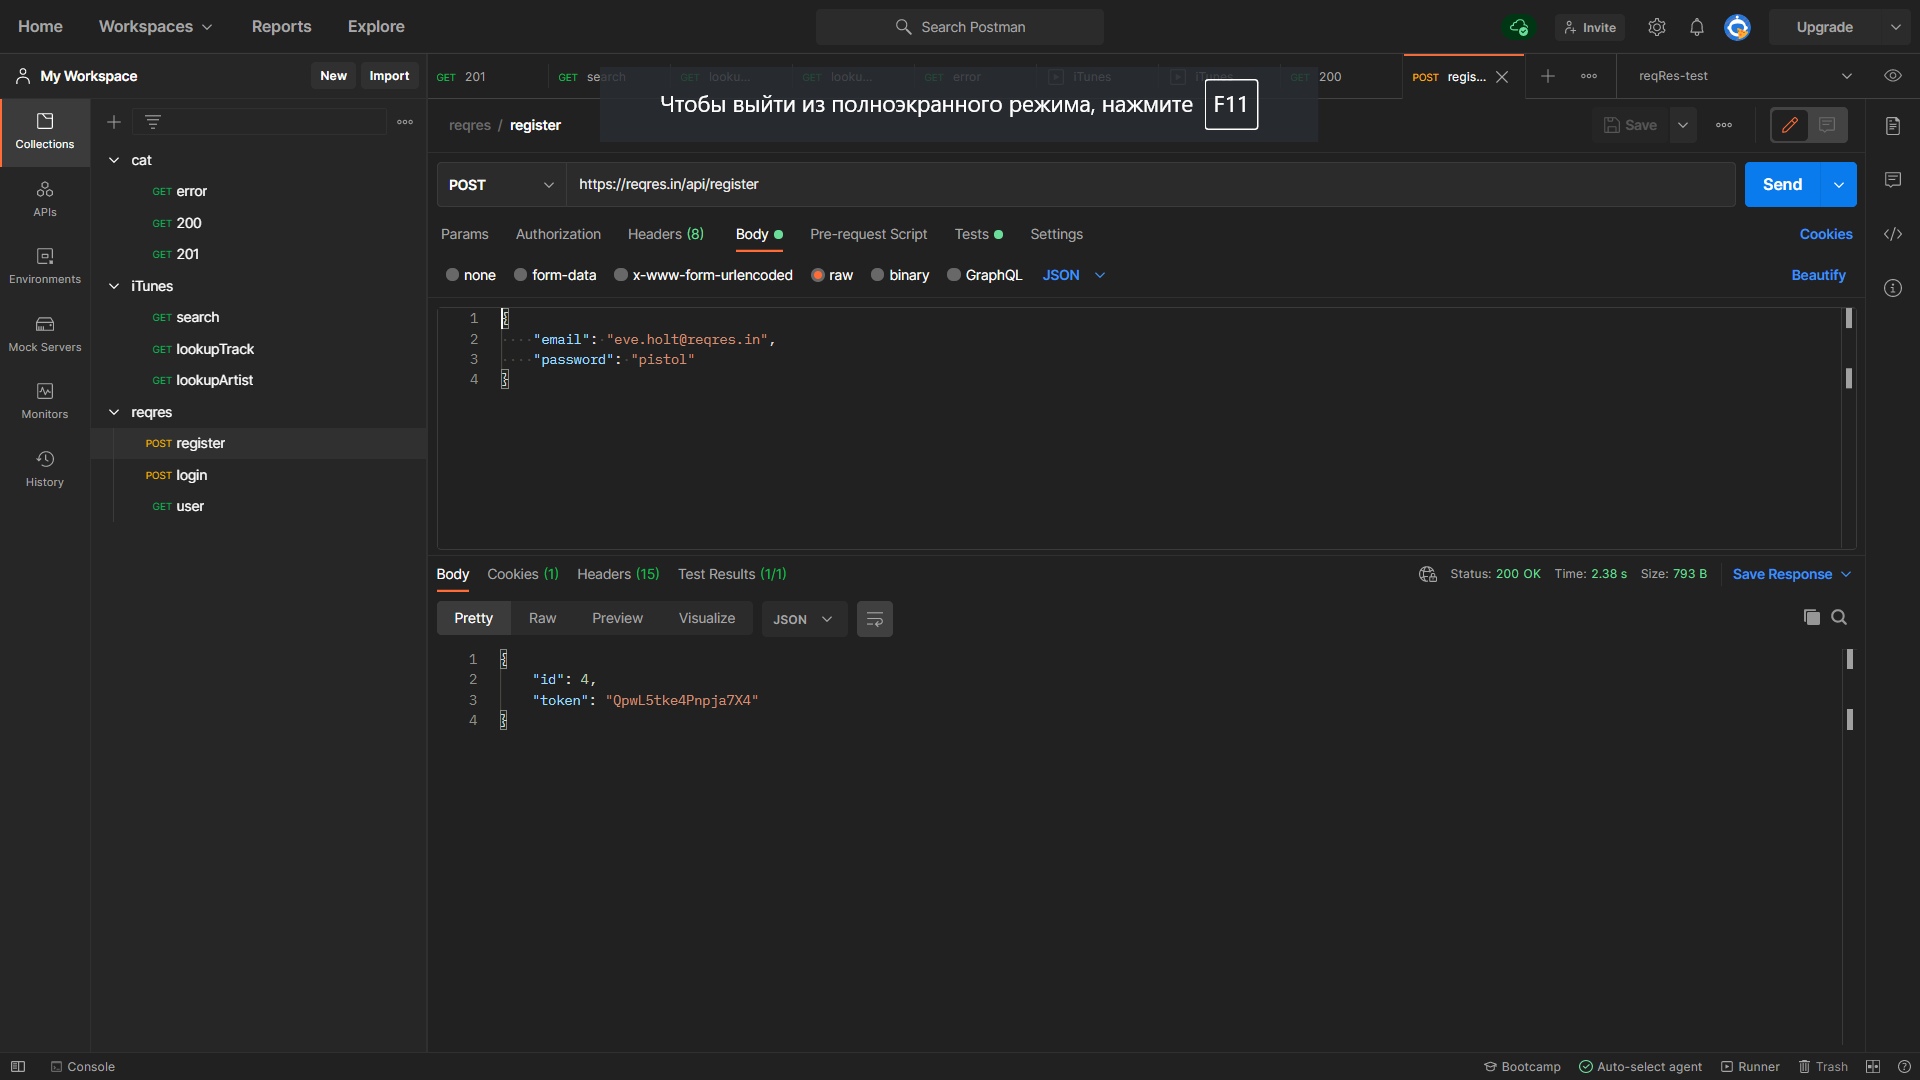 Home Workspaces Reports Explore Search Postman Invite Upgrade
My Workspace New Import GET 201 GET search GET looku... GET looku... GET error iTunes iTunes GET 200 POST regis... reqRes-test
Чтобы выйти из полноэкранного режима, нажмите F11
reqres / register Save
Collections
APIs
Environments
Mock Servers
Monitors
History
cat
GET error
GET 200
GET 201
iTunes
GET search
GET lookupTrack
GET lookupArtist
reqres
POST register
POST login
GET user
POST https://reqres.in/api/register Send
Params Authorization Headers (8) Body Pre-request Script Tests Settings Cookies
none form-data x-www-form-urlencoded raw binary GraphQL JSON Beautify
1 {
2 "email": "eve.holt@reqres.in",
3 "password": "pistol"
4 }
Body Cookies (1) Headers (15) Test Results (1/1) Status: 200 OK Time: 2.38 s Size: 793 B Save Response
Pretty Raw Preview Visualize JSON
1 {
2 "id": 4,
3 "token": "QpwL5tke4Pnpja7X4"
4 }
Console Bootcamp Auto-select agent Runner Trash